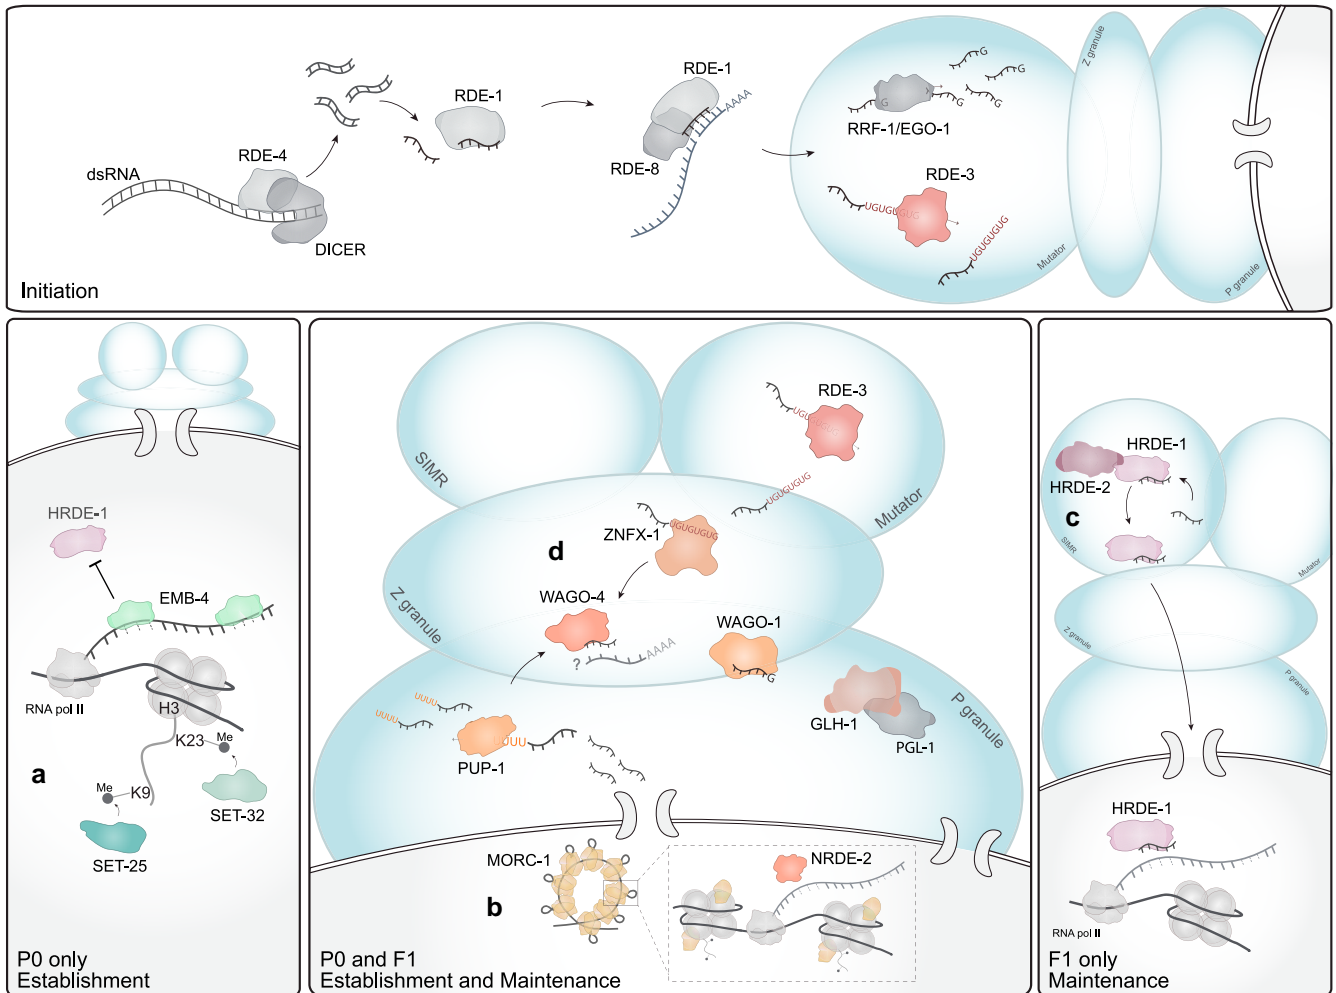 dsRNA
RDE-4
DICER
RDE-1
RDE-1
RDE-8
AAAA
G
G
G
G
G
RRF-1/EGO-1
RDE-3
UGUGUGUG
UGUGUGUG
Mutator
Z granule
P granule
Initiation
HRDE-1
EMB-4
RNA pol II
H3
K23
Me
K9
Me
SET-32
SET-25
a
P0 only
Establishment
SIMR
RDE-3
UGUGUGUG
UGUGUGUG
Mutator
d
ZNFX-1
UGUGUGUG
Z granule
WAGO-4
?
AAAA
WAGO-1
G
UUUU
UUUU
UUUU
PUP-1
GLH-1
PGL-1
P granule
MORC-1
b
NRDE-2
P0 and F1
Establishment and Maintenance
HRDE-1
HRDE-2
c
SIMR
Mutator
Z granule
P granule
HRDE-1
RNA pol II
F1 only
Maintenance